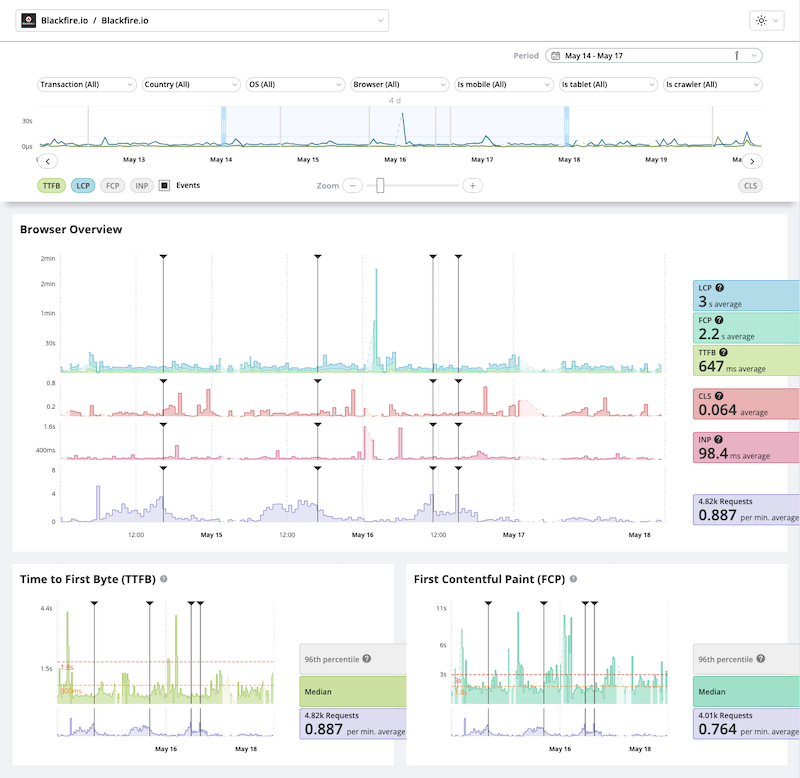 Blackfire.io / Blackfire.io
Period May 14 - May 17
Transaction (All) Country (All) OS (All) Browser (All) Is mobile (All) Is tablet (All) Is crawler (All)
4 d
30s
0µs
May 13 May 14 May 15 May 16 May 17 May 18 May 19
TTFB LCP FCP INP Events Zoom CLS
Browser Overview
2min
2min
1min
30s
LCP
3 s average
FCP
2.2 s average
TTFB
647 ms average
0.8
0.2
CLS
0.064 average
1.6s
400ms
INP
98.4 ms average
8
4
0
4.82k Requests
0.887 per min. average
12:00 May 15 12:00 May 16 12:00 May 17 May 18
Time to First Byte (TTFB)
4.4s
1.5s
1.8s
800ms
96th percentile
Median
4.82k Requests
0.887 per min. average
May 16 May 18
First Contentful Paint (FCP)
11s
6s
3s
3s
96th percentile
Median
4.01k Requests
0.764 per min. average
May 16 May 18